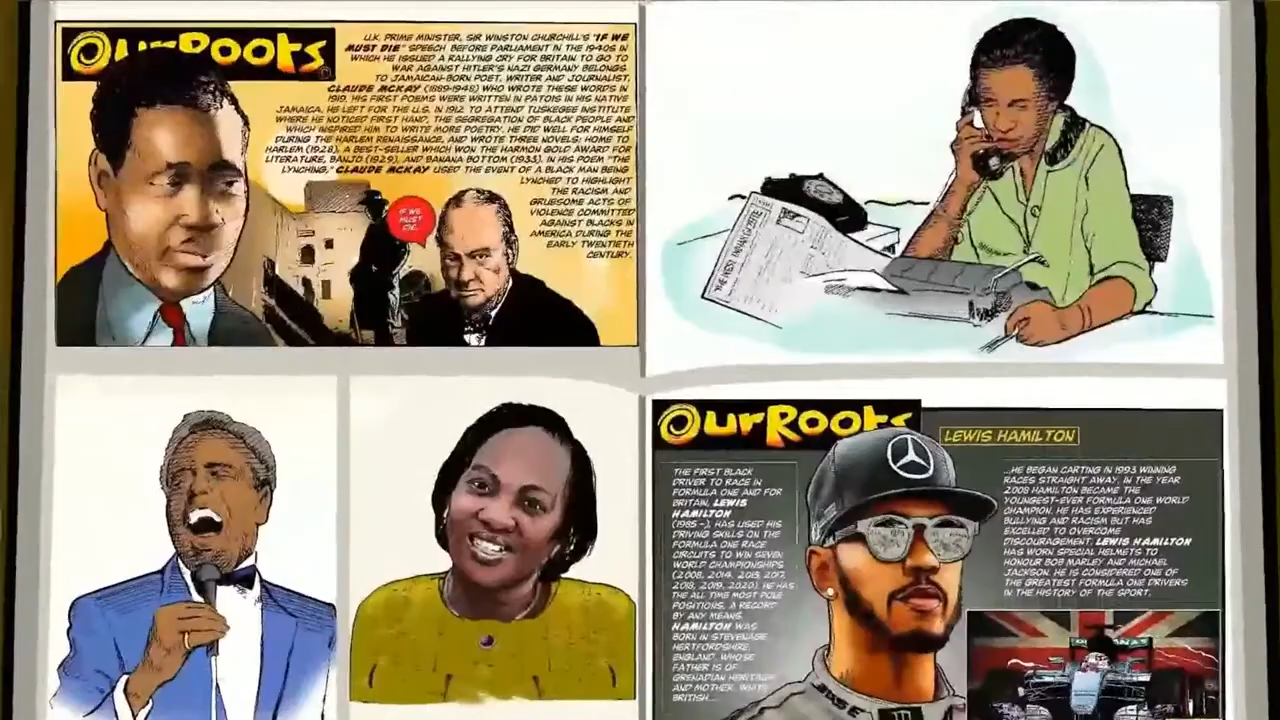 OurRoots
U.K. PRIME MINISTER, SIR WINSTON CHURCHILL'S "IF WE
MUST DIE" SPEECH BEFORE PARLIAMENT IN THE 1940S IN
WHICH HE ISSUED A RALLYING CRY FOR BRITAIN TO GO TO
WAR AGAINST HITLER'S NAZI GERMANY BELONGS
TO JAMAICAN-BORN POET, WRITER AND JOURNALIST,
CLAUDE MCKAY (1889-1948) WHO WROTE THESE WORDS IN
1919. HIS FIRST POEMS WERE WRITTEN IN PATOIS IN HIS NATIVE
JAMAICA. HE LEFT FOR THE U.S. IN 1912 TO ATTEND TUSKEGEE INSTITUTE
WHERE HE NOTICED FIRST HAND, THE SEGREGATION OF BLACK PEOPLE AND
WHICH INSPIRED HIM TO WRITE MORE POETRY. HE DID WELL FOR HIMSELF
DURING THE HARLEM RENAISSANCE, AND WROTE THREE NOVELS: HOME TO
HARLEM (1928), A BEST-SELLER WHICH WON THE HARMON GOLD AWARD FOR
LITERATURE, BANJO (1929), AND BANANA BOTTOM (1933). IN HIS POEM "THE
LYNCHING," CLAUDE MCKAY USED THE EVENT OF A BLACK MAN BEING
LYNCHED TO HIGHLIGHT
THE RACISM AND
GRUESOME ACTS OF
VIOLENCE COMMITTED
AGAINST BLACKS IN
AMERICA DURING THE
EARLY TWENTIETH
CENTURY.
IF WE
MUST
DIE.
THE WEST INDIAN GAZETTE
OurRoots
LEWIS HAMILTON
THE FIRST BLACK
DRIVER TO RACE IN
FORMULA ONE AND FOR
BRITAIN, LEWIS
HAMILTON
(1985 -), HAS USED HIS
DRIVING SKILLS ON THE
FORMULA ONE RACE
CIRCUITS TO WIN SEVEN
WORLD CHAMPIONSHIPS
(2008, 2014, 2015, 2017,
2018, 2019, 2020). HE HAS
THE ALL TIME MOST POLE
POSITIONS, A RECORD
BY ANY MEANS.
HAMILTON WAS
BORN IN STEVENAGE
HERTFORDSHIRE,
ENGLAND, WHOSE
FATHER IS OF
GRENADIAN HERITAGE
AND MOTHER, WHITE
BRITISH...
...HE BEGAN CARTING IN 1993 WINNING
RACES STRAIGHT AWAY. IN THE YEAR
2008 HAMILTON BECAME THE
YOUNGEST-EVER FORMULA ONE WORLD
CHAMPION. HE HAS EXPERIENCED
BULLYING AND RACISM BUT HAS
EXCELLED TO OVERCOME
DISCOURAGEMENT. LEWIS HAMILTON
HAS WORN SPECIAL HELMETS TO
HONOUR BOB MARLEY AND MICHAEL
JACKSON. HE IS CONSIDERED ONE OF
THE GREATEST FORMULA ONE DRIVERS
IN THE HISTORY OF THE SPORT.